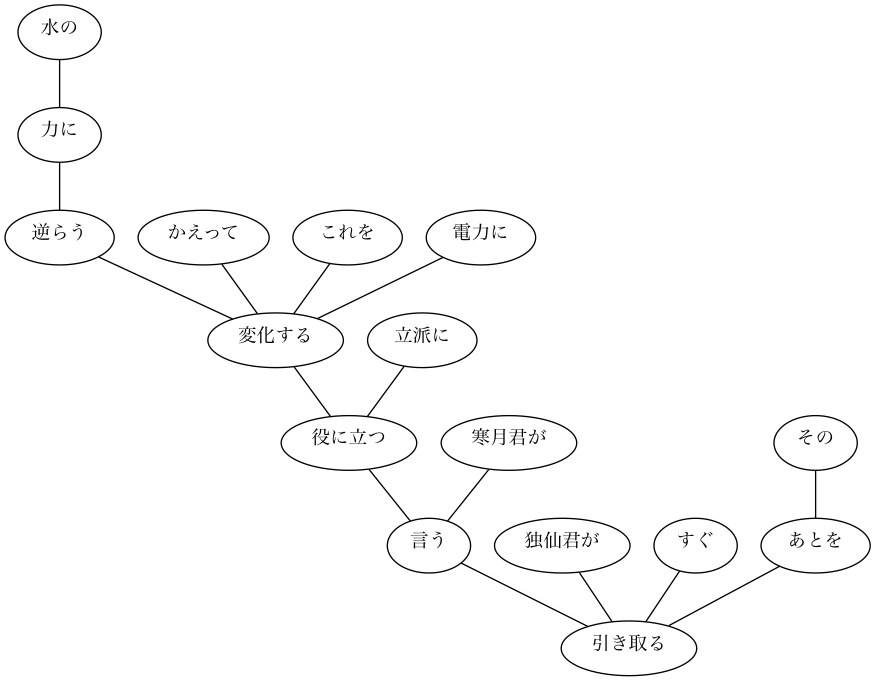 水の
力に
逆らう
かえって
これを
電力に
変化する
立派に
役に立つ
寒月君が
その
言う
独仙君が
すぐ
あとを
引き取る